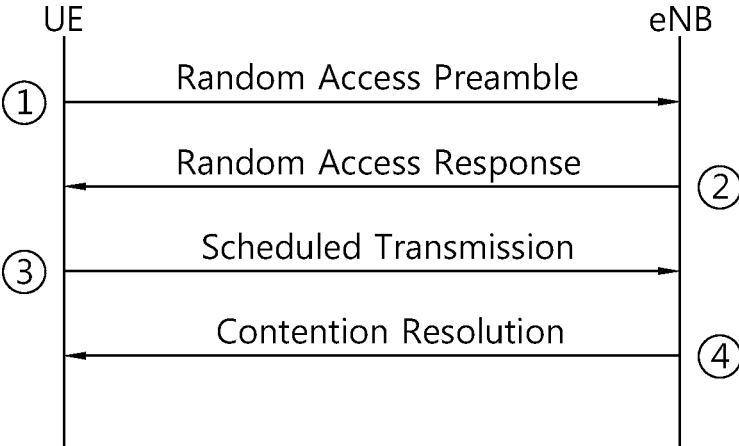 UE eNB
Random Access Preamble
①
Random Access Response
②
Scheduled Transmission
③
Contention Resolution
④